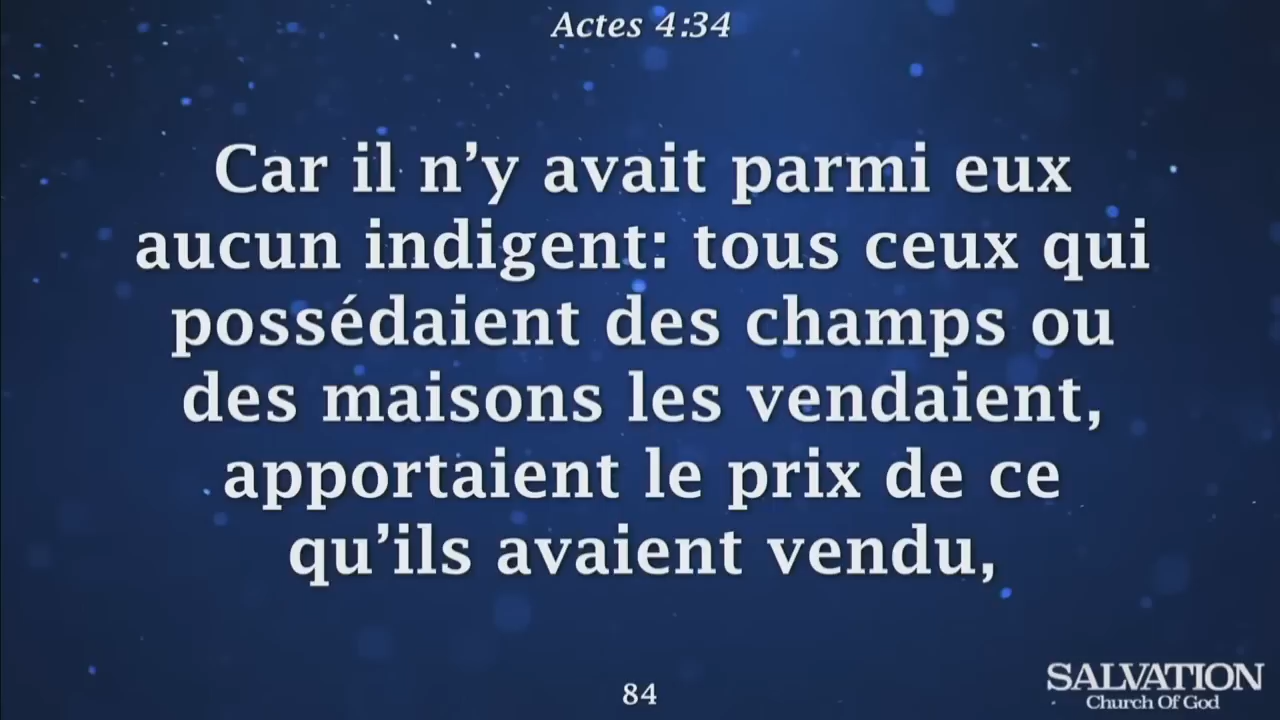 Actes 4:34
Car il n’y avait parmi eux
aucun indigent: tous ceux qui
possédaient des champs ou
des maisons les vendaient,
apportaient le prix de ce
qu’ils avaient vendu,
84
SALVATION
Church Of God